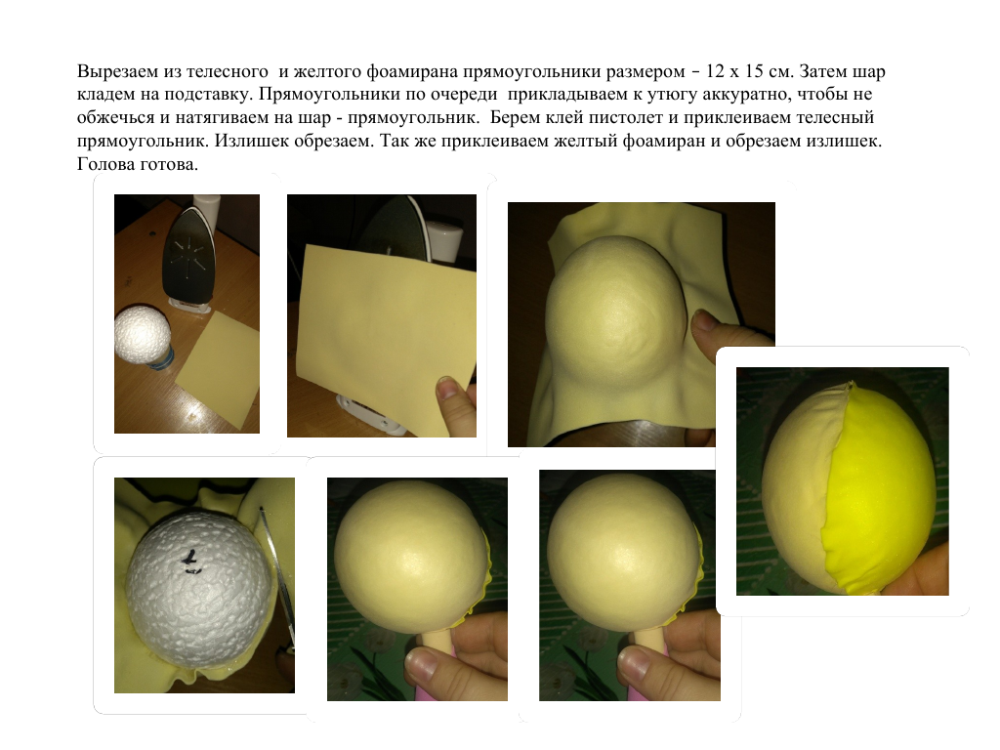 Вырезаем из телесного  и желтого фоамирана прямоугольники размером – 12 х 15 см. Затем шар
кладем на подставку. Прямоугольники по очереди  прикладываем к утюгу аккуратно, чтобы не
обжечься и натягиваем на шар - прямоугольник.  Берем клей пистолет и приклеиваем телесный
прямоугольник. Излишек обрезаем. Так же приклеиваем желтый фоамиран и обрезаем излишек.
Голова готова.